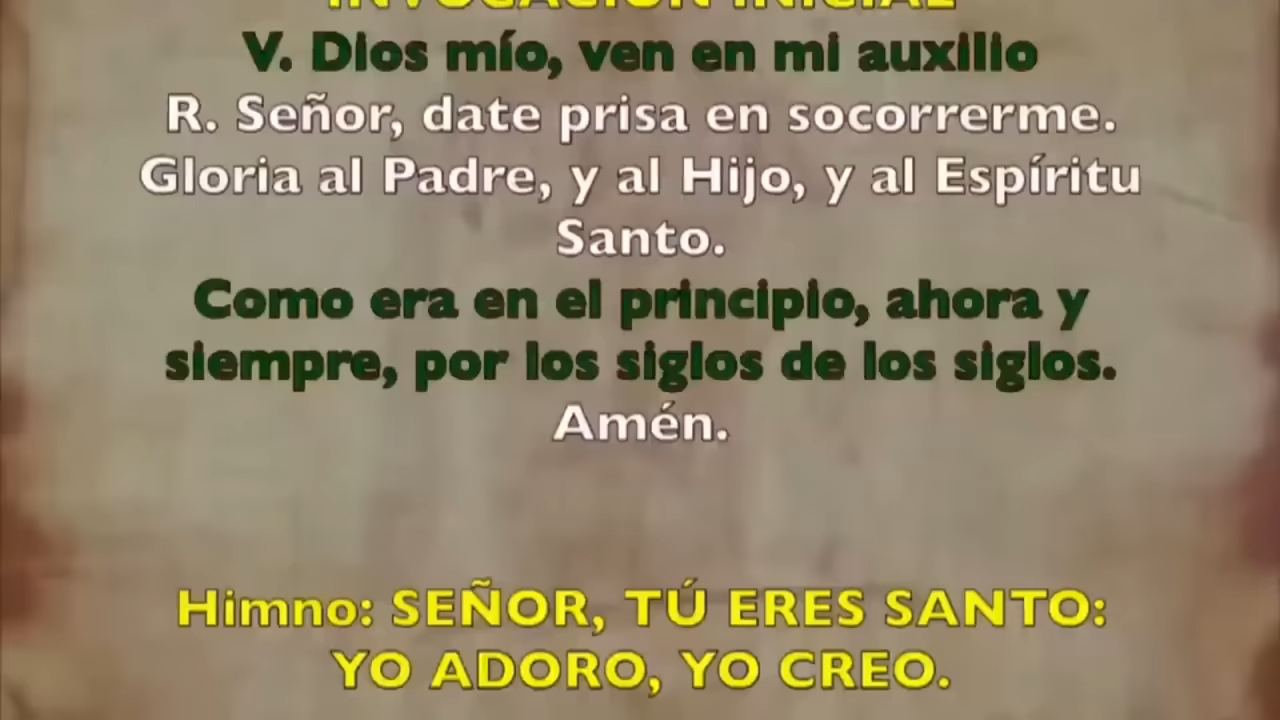 INVOCACIÓN INICIAL
V. Dios mío, ven en mi auxilio
R. Señor, date prisa en socorrerme.
Gloria al Padre, y al Hijo, y al Espíritu
Santo.
Como era en el principio, ahora y
siempre, por los siglos de los siglos.
Amén.
Himno: SEÑOR, TÚ ERES SANTO:
YO ADORO, YO CREO.